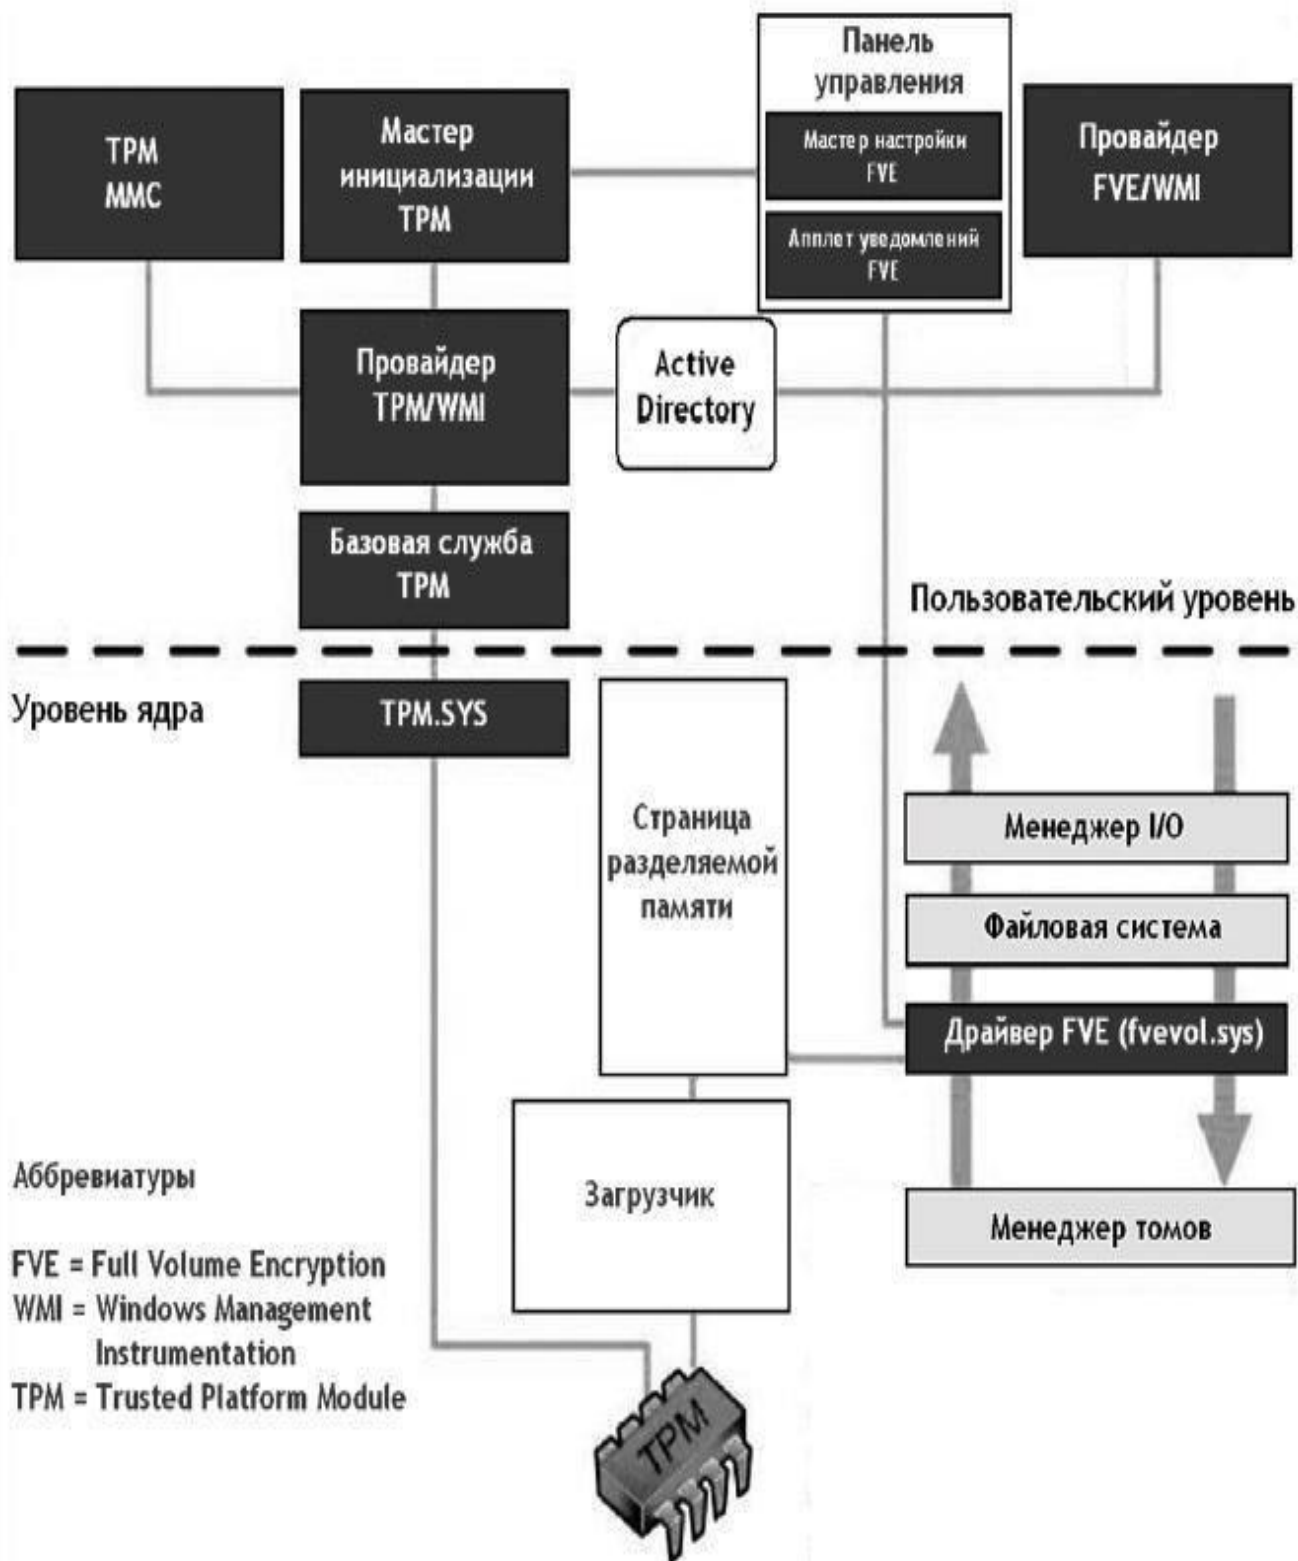 Панель
управления
TPM
MMC
Мастер
инициализации
TPM
Мастер настройки
FVE
Апплет уведомлений
FVE
Провайдер
FVE/WMI
Провайдер
TPM/WMI
Active
Directory
Базовая служба
TPM
Пользовательский уровень
Уровень ядра
TPM.SYS
Страница
разделяемой
памяти
Менеджер I/O
Файловая система
Драйвер FVE (fvevol.sys)
Загрузчик
Менеджер томов
Аббревиатуры
FVE = Full Volume Encryption
WMI = Windows Management
Instrumentation
TPM = Trusted Platform Module
TPM